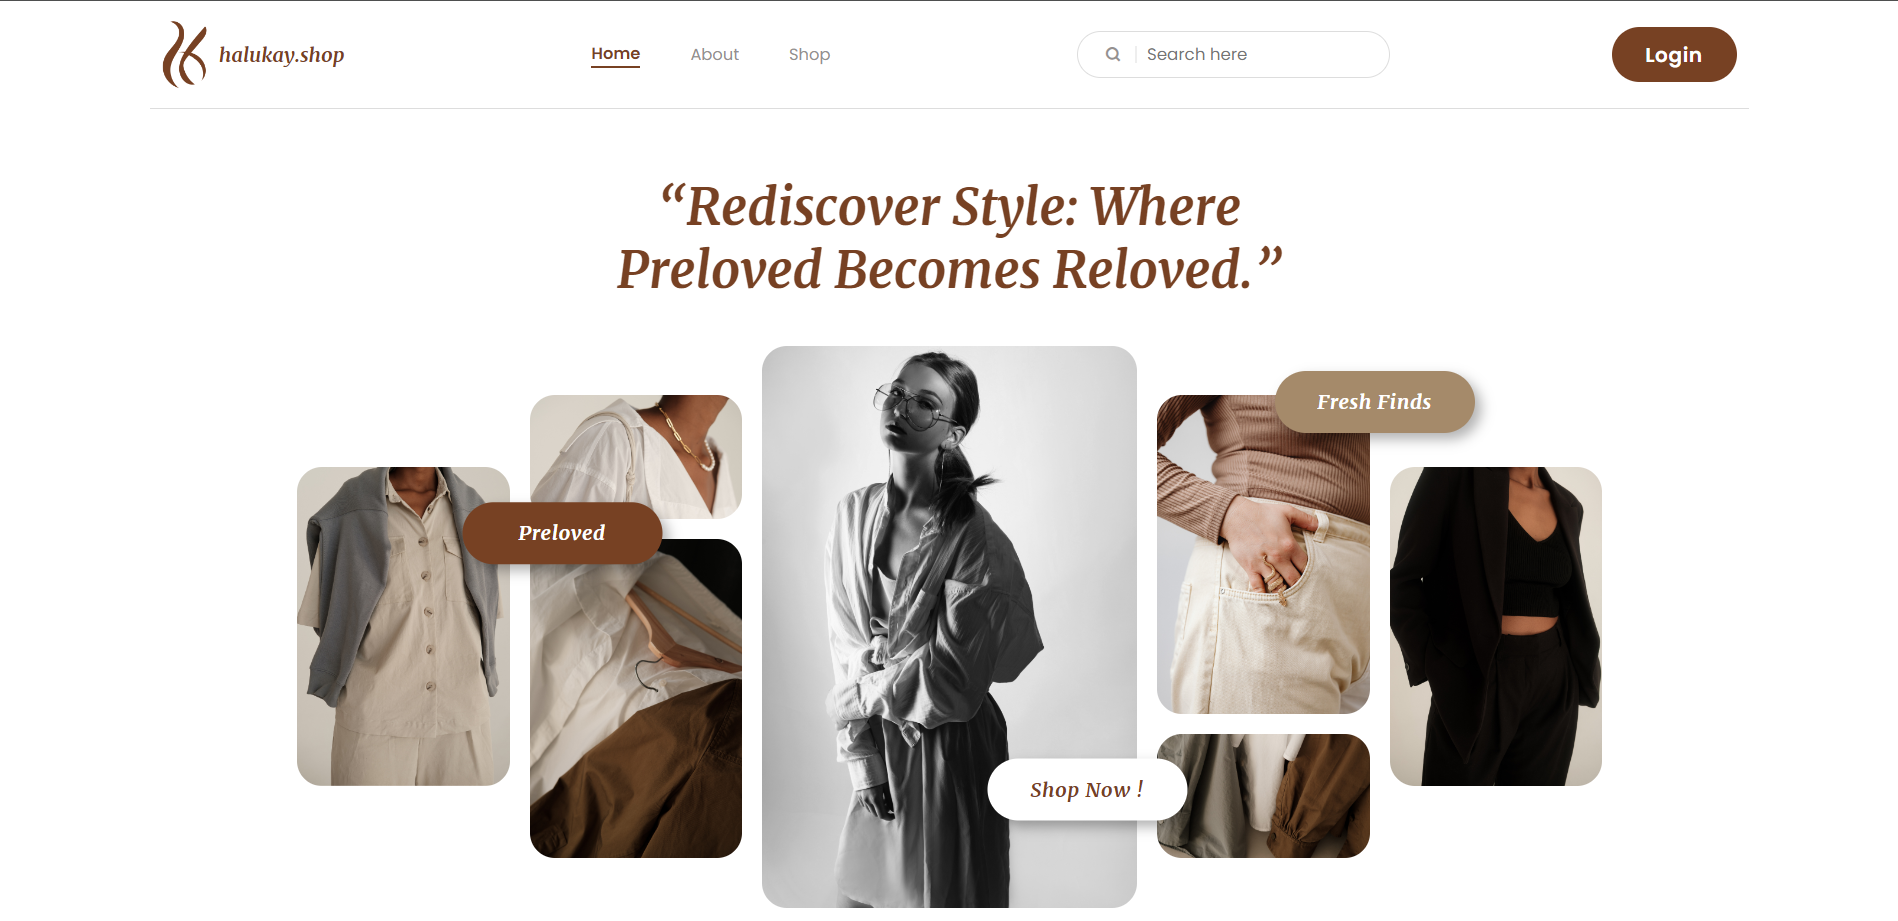 halukay.shop
Home
About
Shop
Search here
Login
“Rediscover Style: Where
Preloved Becomes Reloved.”
Fresh Finds
Preloved
Shop Now !